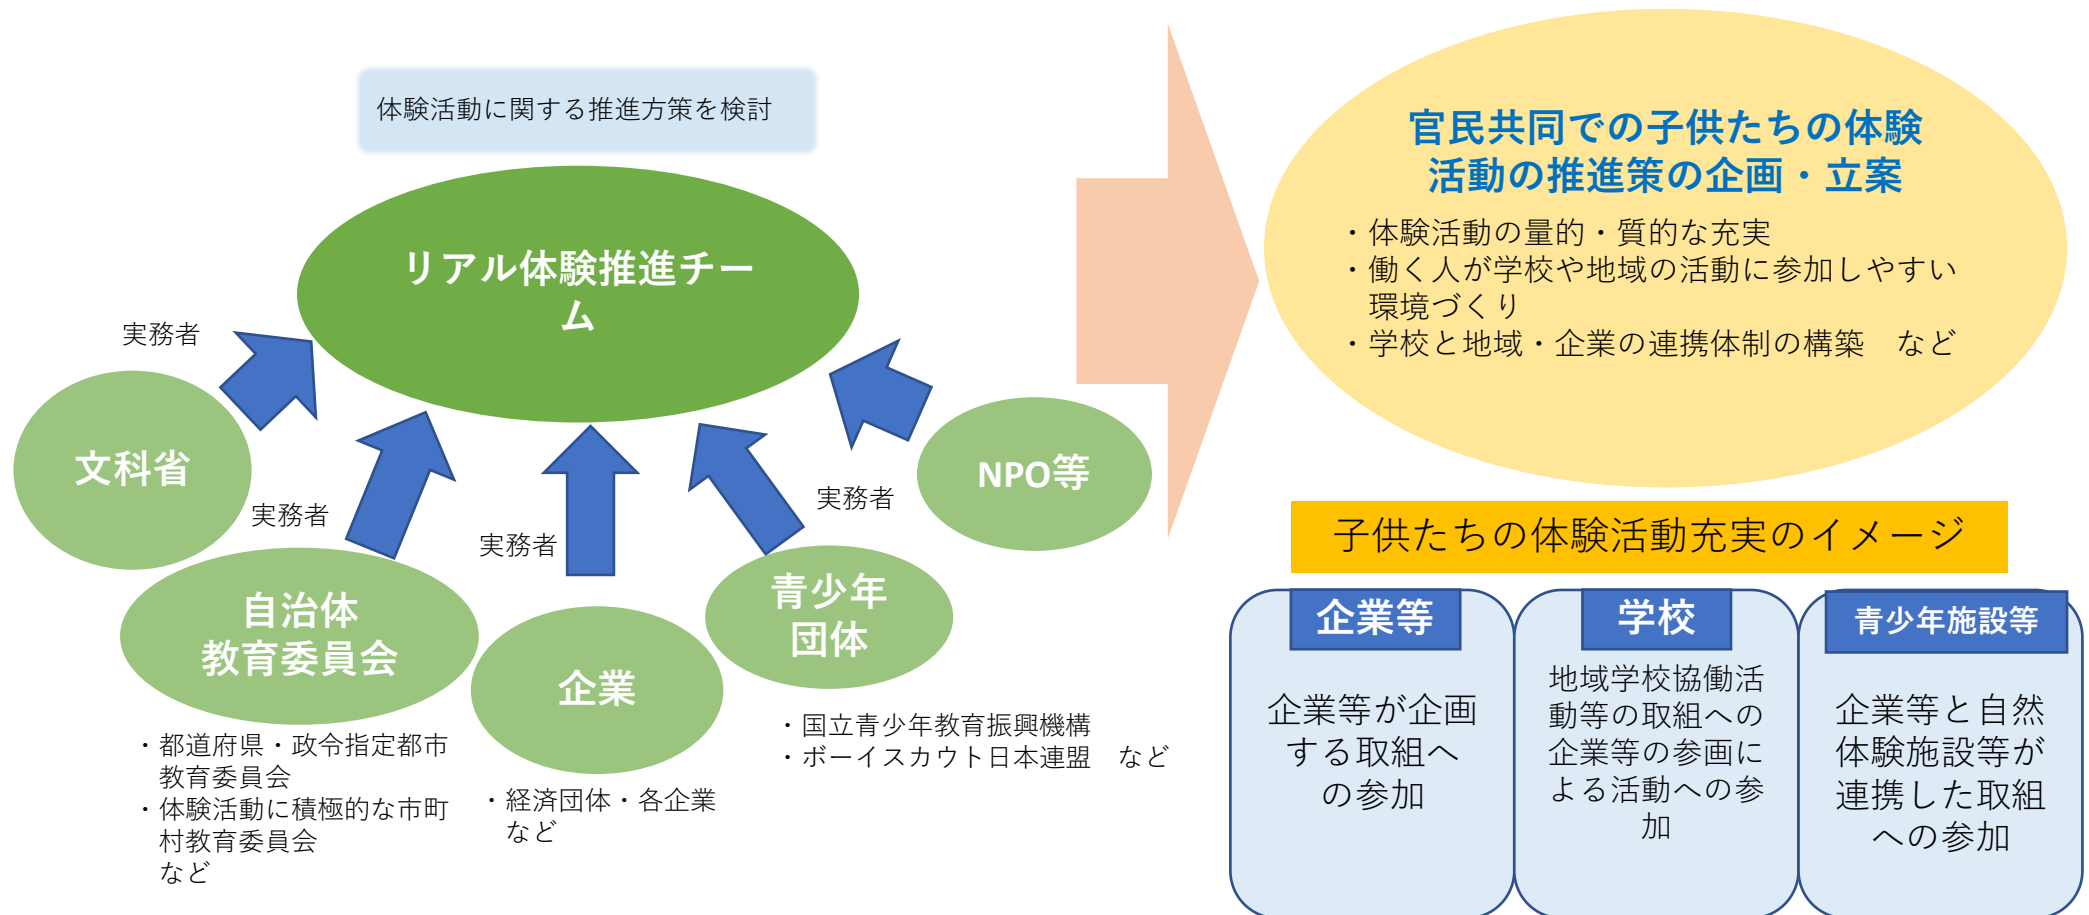 体験活動に関する推進方策を検討
リアル体験推進チー
ム
実務者
文科省
実務者
自治体
教育委員会
・都道府県・政令指定都市
教育委員会
・体験活動に積極的な市町
村教育委員会
など
実務者
企業
・経済団体・各企業
など
青少年
団体
・国立青少年教育振興機構
・ボーイスカウト日本連盟　など
実務者
NPO等
官民共同での子供たちの体験
活動の推進策の企画・立案
・体験活動の量的・質的な充実
・働く人が学校や地域の活動に参加しやすい
環境づくり
・学校と地域・企業の連携体制の構築　など
子供たちの体験活動充実のイメージ
企業等
企業等が企画
する取組へ
の参加
学校
地域学校協働活
動等の取組への
企業等の参画に
よる活動への参
加
青少年施設等
企業等と自然
体験施設等が
連携した取組
への参加